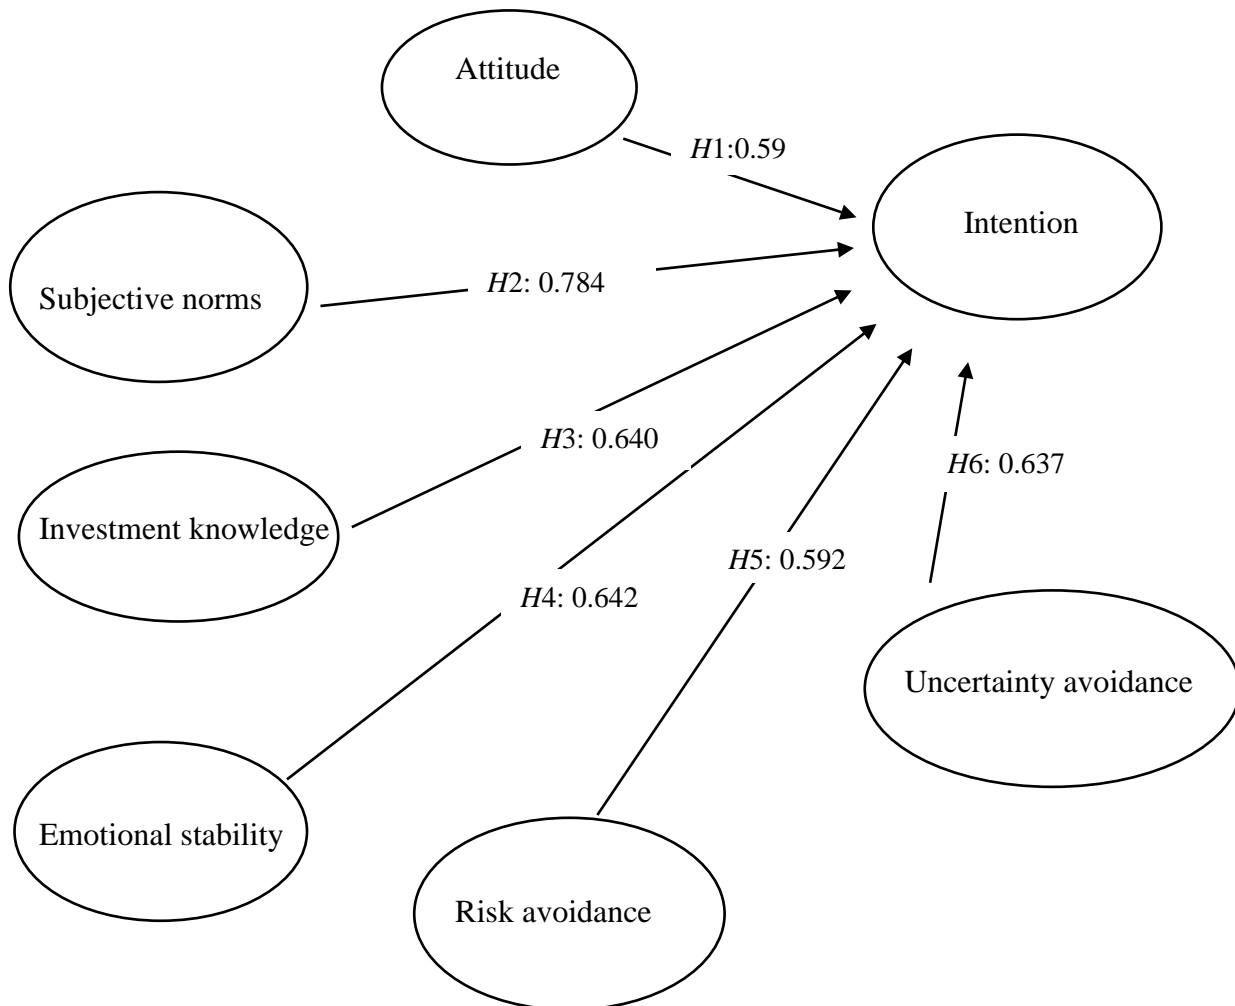 Attitude
H1:0.59
Intention
H2: 0.784
Subjective norms
H3: 0.640
H6: 0.637
Investment knowledge
H5: 0.592
H4: 0.642
Uncertainty avoidance
Emotional stability
Risk avoidance